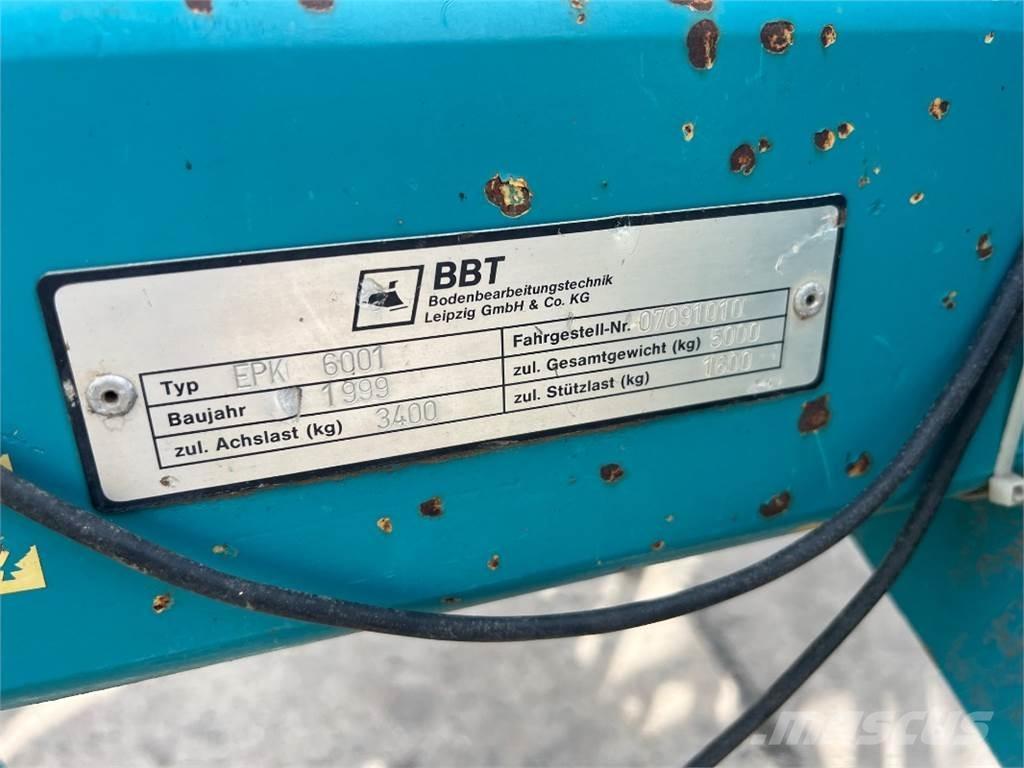 BBT
Bodenbearbeitungstechnik
Leipzig GmbH & Co. KG
Typ EPK 6001
Baujahr 1999
zul. Achslast (kg) 3400
Fahrgestell-Nr. 07091010
zul. Gesamtgewicht (kg) 5000
zul. Stützlast (kg) 1600
mascus